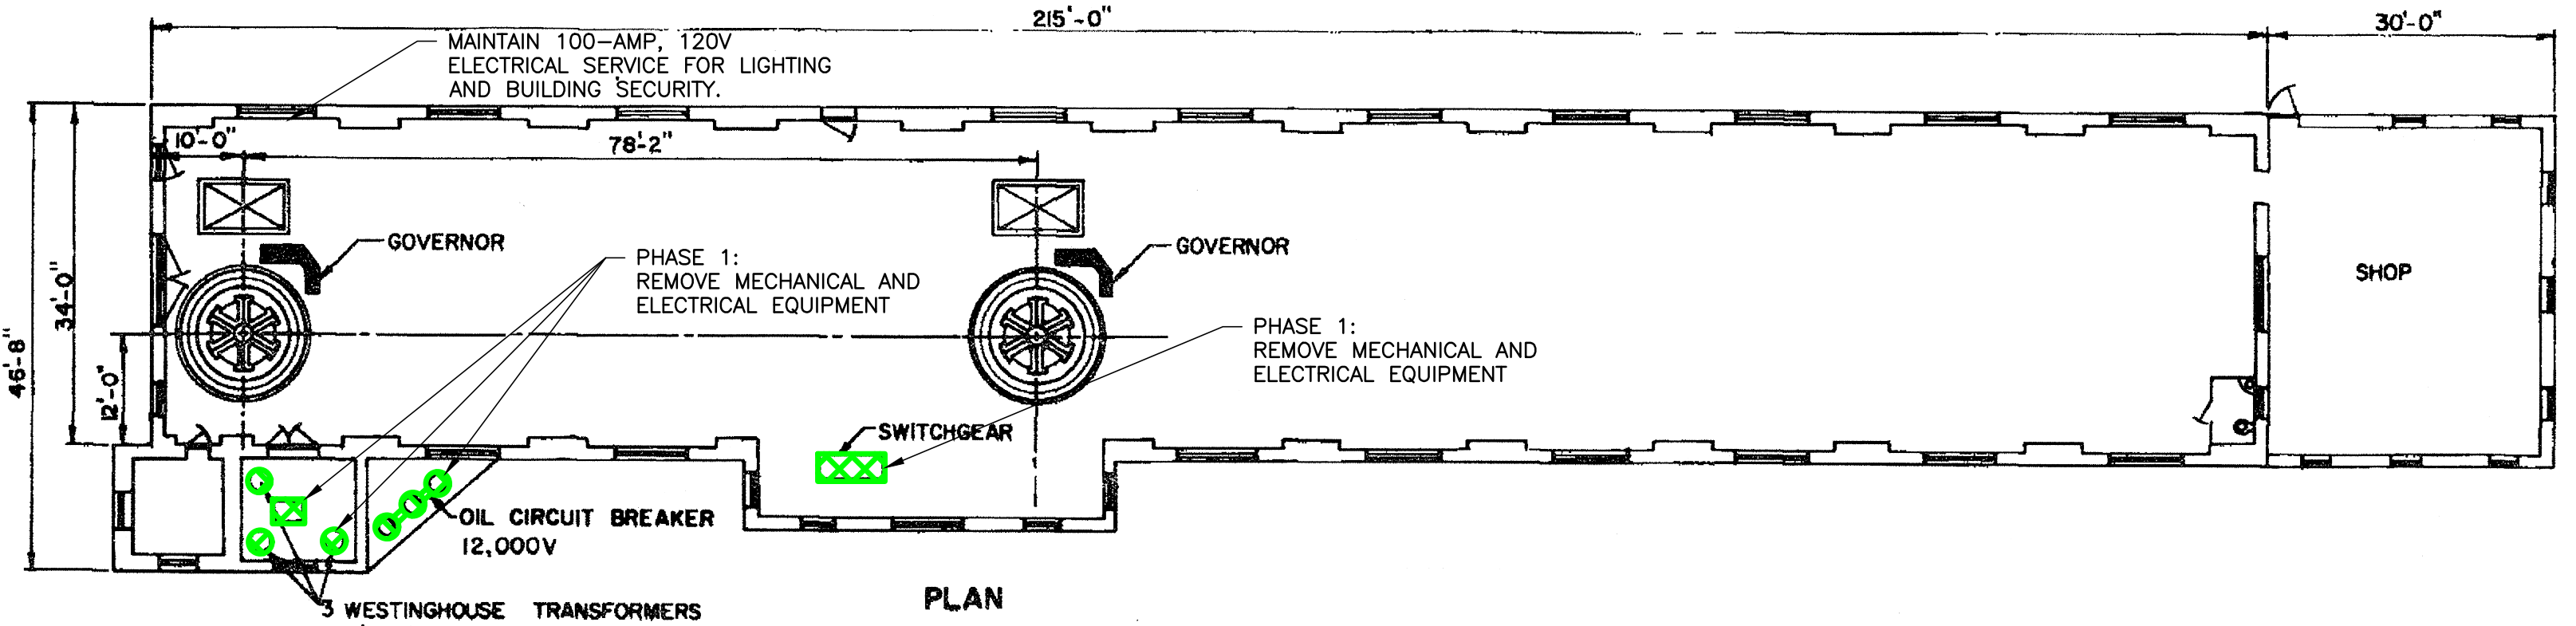 215'-0"
30'-0"
MAINTAIN 100-AMP, 120V
ELECTRICAL SERVICE FOR LIGHTING
AND BUILDING SECURITY.
10'-0"
78'-2"
GOVERNOR
GOVERNOR
PHASE 1:
REMOVE MECHANICAL AND
ELECTRICAL EQUIPMENT
SHOP
34'-0"
46'-8"
12'-0"
PHASE 1:
REMOVE MECHANICAL AND
ELECTRICAL EQUIPMENT
SWITCHGEAR
OIL CIRCUIT BREAKER
12,000V
3 WESTINGHOUSE TRANSFORMERS
PLAN